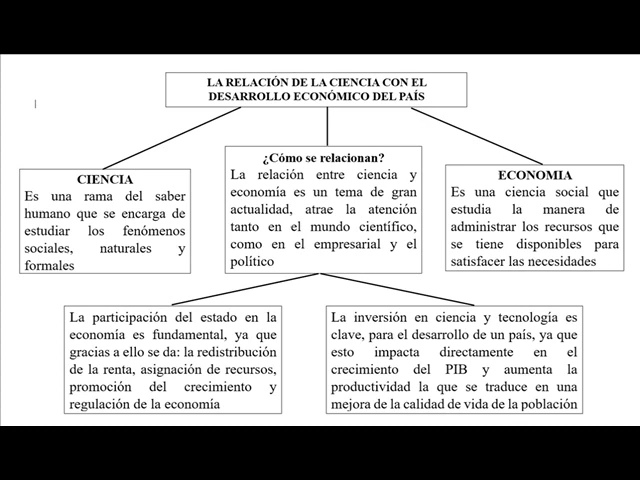 LA RELACIÓN DE LA CIENCIA CON EL
DESARROLLO ECONÓMICO DEL PAÍS
CIENCIA
Es una rama del saber
humano que se encarga de
estudiar los fenómenos
sociales, naturales y
formales
¿Cómo se relacionan?
La relación entre ciencia y
economía es un tema de gran
actualidad, atrae la atención
tanto en el mundo científico,
como en el empresarial y el
político
ECONOMIA
Es una ciencia social que
estudia la manera de
administrar los recursos que
se tiene disponibles para
satisfacer las necesidades
La participación del estado en la
economía es fundamental, ya que
gracias a ello se da: la redistribución
de la renta, asignación de recursos,
promoción del crecimiento y
regulación de la economía
La inversión en ciencia y tecnología es
clave, para el desarrollo de un país, ya que
esto impacta directamente en el
crecimiento del PIB y aumenta la
productividad la que se traduce en una
mejora de la calidad de vida de la población